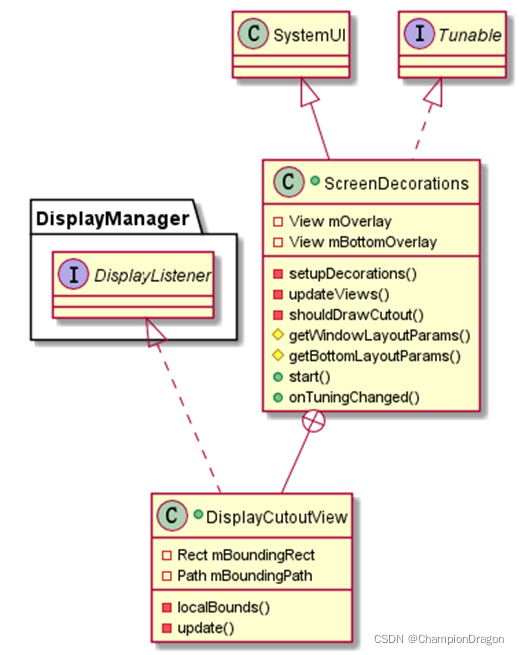 C SystemUI
I Tunable
C ScreenDecorations
View mOverlay
View mBottomOverlay
setupDecorations()
updateViews()
shouldDrawCutout()
getWindowLayoutParams()
getBottomLayoutParams()
start()
onTuningChanged()
DisplayManager
I DisplayListener
C DisplayCutoutView
Rect mBoundingRect
Path mBoundingPath
localBounds()
update()
CSDN @ChampionDragon